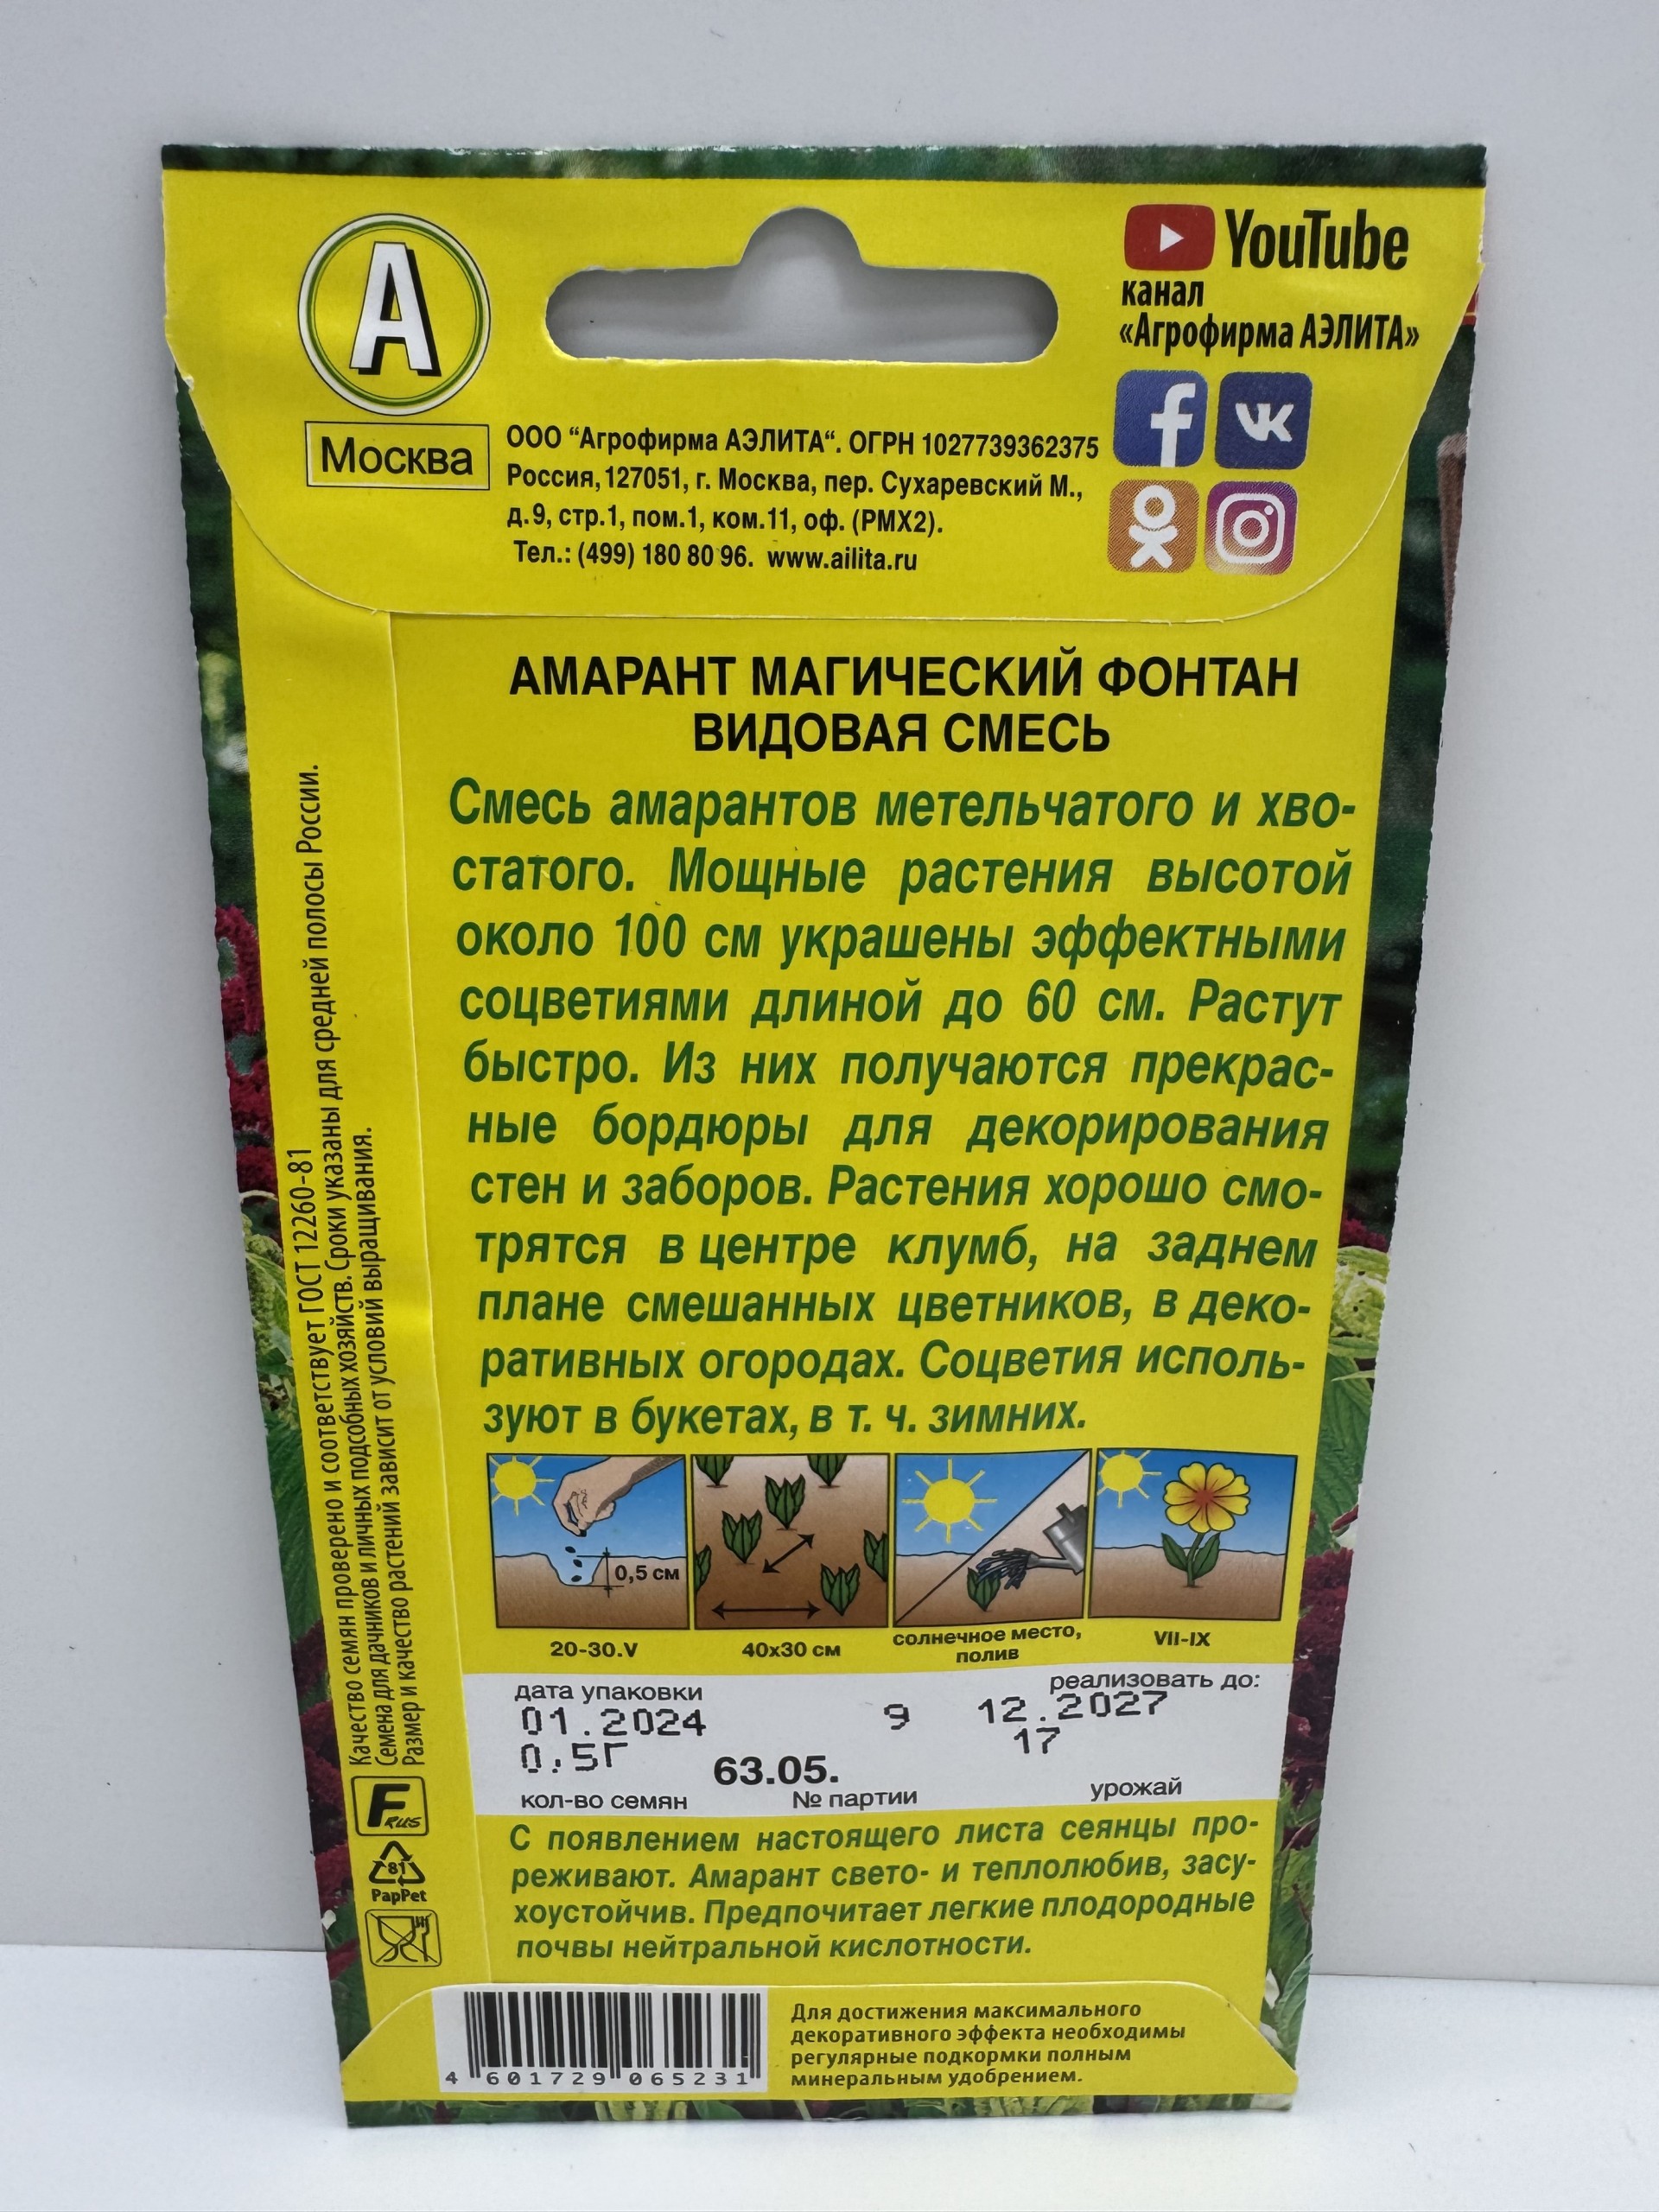 А
Москва
YouTube
канал
«Агрофирма АЭЛИТА»
ООО “Агрофирма АЭЛИТА“. ОГРН 1027739362375
Россия,127051, г. Москва, пер. Сухаревский М.,
д.9, стр.1, пом.1, ком.11, оф. (РМХ2).
Тел.: (499) 180 80 96. www.ailita.ru
АМАРАНТ МАГИЧЕСКИЙ ФОНТАН
ВИДОВАЯ СМЕСЬ
Смесь амарантов метельчатого и хво-
статого. Мощные растения высотой
около 100 см украшены эффектными
соцветиями длиной до 60 см. Растут
быстро. Из них получаются прекрас-
ные бордюры для декорирования
стен и заборов. Растения хорошо смо-
трятся в центре клумб, на заднем
плане смешанных цветников, в деко-
ративных огородах. Соцветия исполь-
зуют в букетах, в т. ч. зимних.
0,5 см
20-30.V
40х30 см
солнечное место,
полив
VII-IX
дата упаковки
реализовать до:
01.2024 9 12.2027
0.5Г 63.05. 17
кол-во семян № партии урожай
С появлением настоящего листа сеянцы про-
реживают. Амарант свето- и теплолюбив, засу-
хоустойчив. Предпочитает легкие плодородные
почвы нейтральной кислотности.
Качество семян проверено и соответствует ГОСТ 12260-81
Семена для дачников и личных подсобных хозяйств. Сроки указаны для средней полосы России.
Размер и качество растений зависит от условий выращивания.
F RUS
81
PapPet
4 601729 065231
Для достижения максимального
декоративного эффекта необходимы
регулярные подкормки полным
минеральным удобрением.